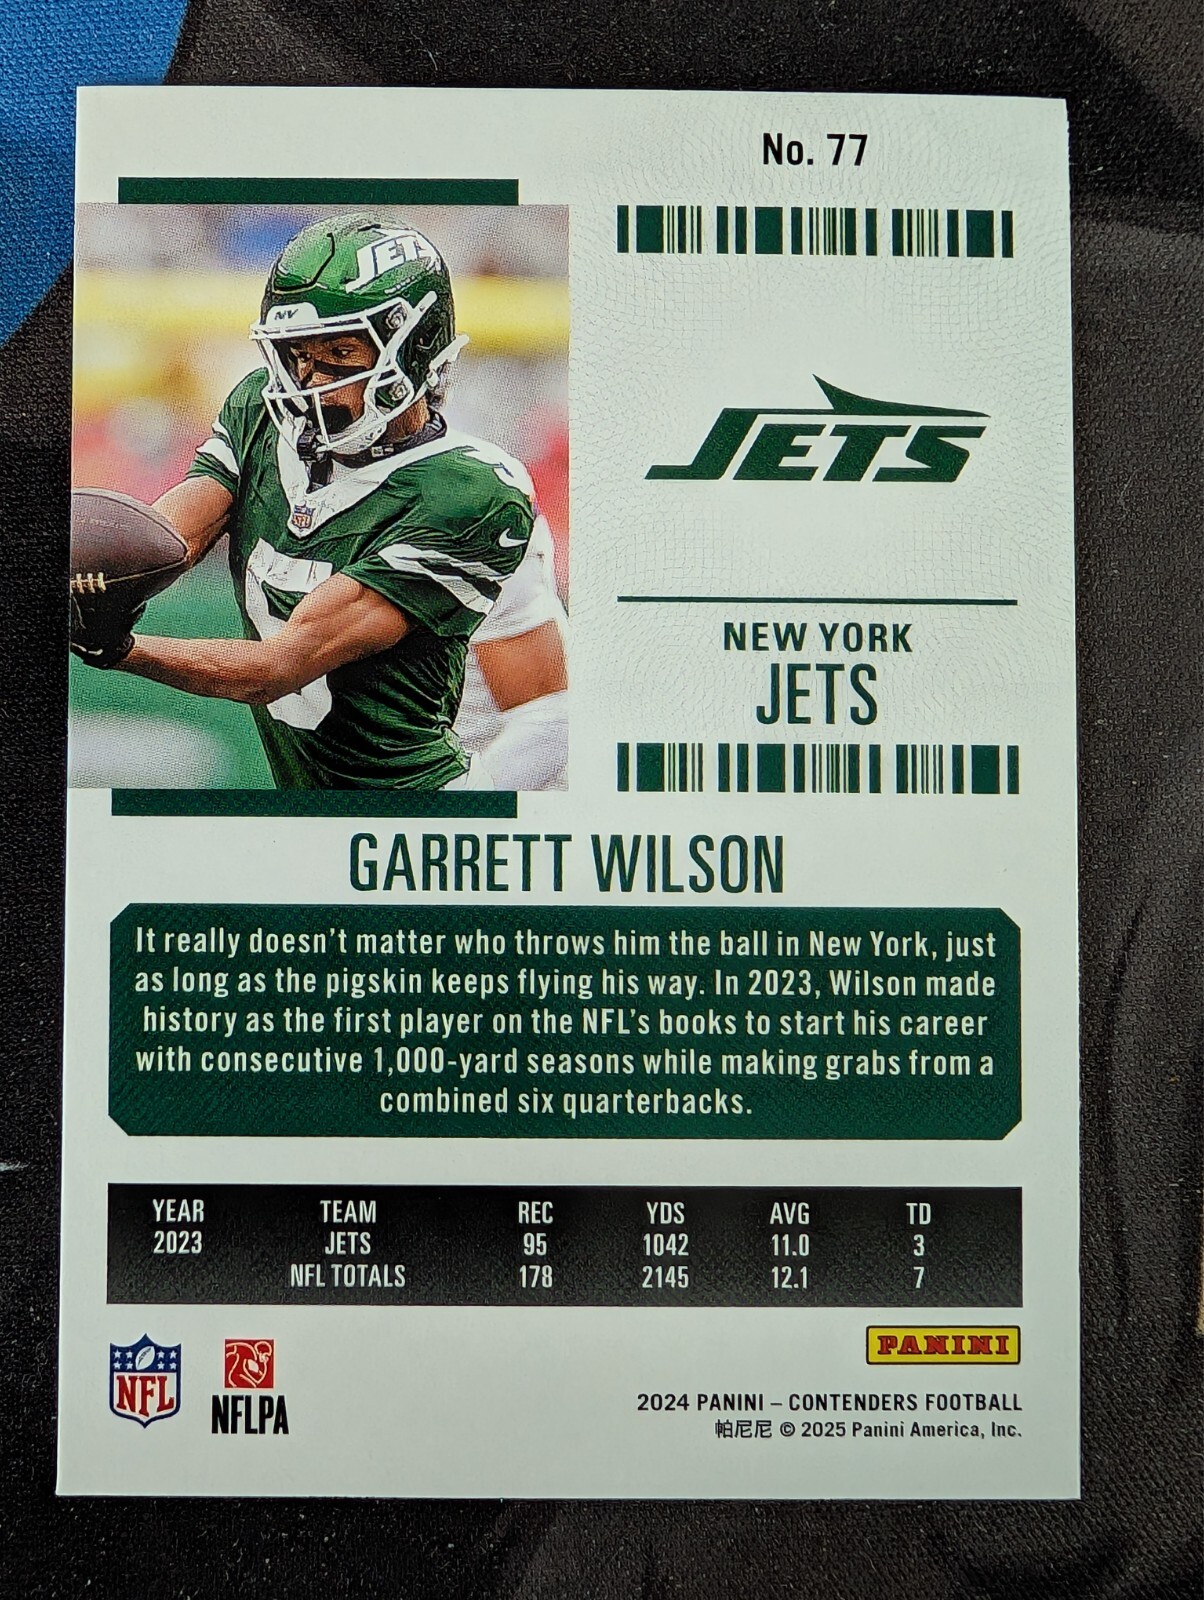 No. 77
JETS
NV
NFL
5
JETS
NEW YORK
JETS
GARRETT WILSON
It really doesn't matter who throws him the ball in New York, just
as long as the pigskin keeps flying his way. In 2023, Wilson made
history as the first player on the NFL's books to start his career
with consecutive 1,000-yard seasons while making grabs from a
combined six quarterbacks.
YEAR TEAM REC YDS AVG TD
2023 JETS 95 1042 11.0 3
NFL TOTALS 178 2145 12.1 7
NFL
NFLPA
PANINI
2024 PANINI – CONTENDERS FOOTBALL
帕尼尼 © 2025 Panini America, Inc.